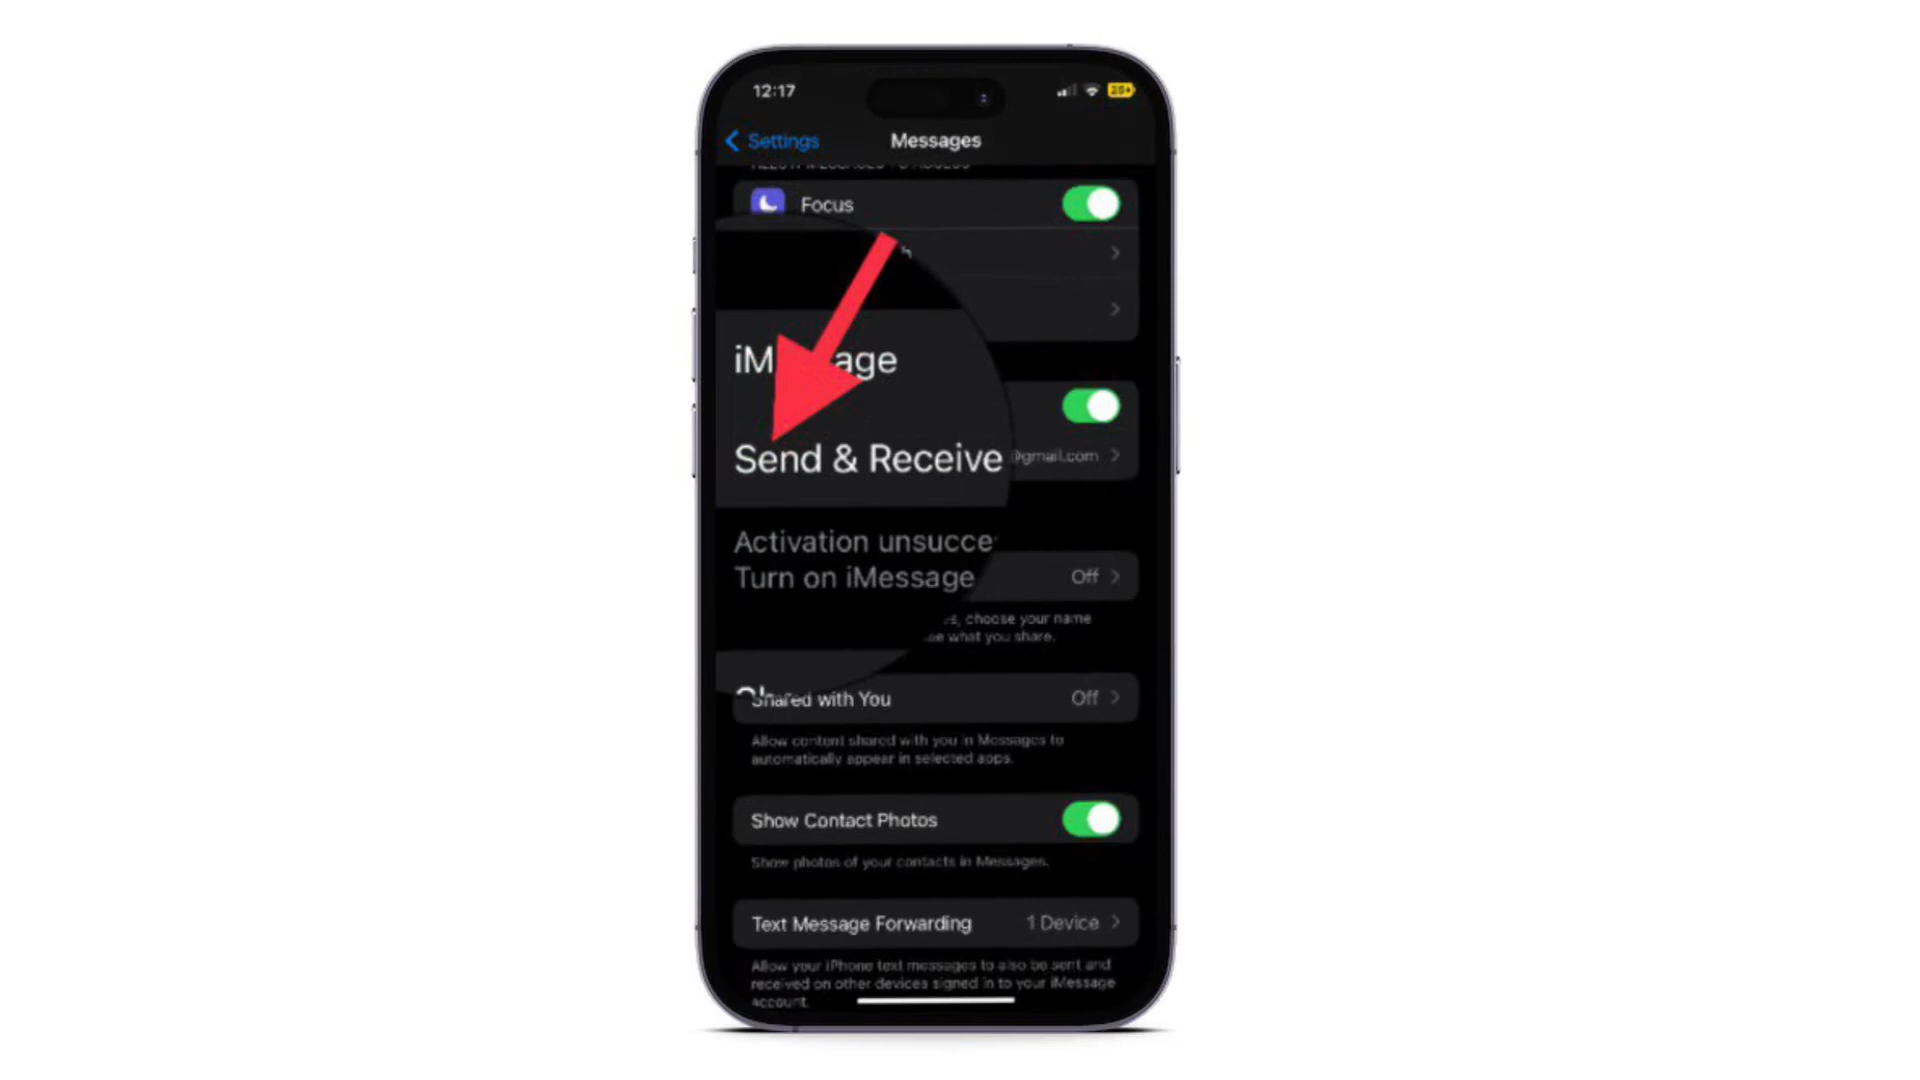 12:17
Settings
Messages
Focus
iMessage
Send & Receive
@gmail.com
Activation unsucce
Turn on iMessage
Off
choose your name
what you share.
Shared with You
Off
Allow content shared with you in Messages to
automatically appear in selected apps.
Show Contact Photos
Show photos of your contacts in Messages.
Text Message Forwarding
1 Device
Allow your iPhone text messages to also be sent and
received on other devices signed in to your iMessage
account.